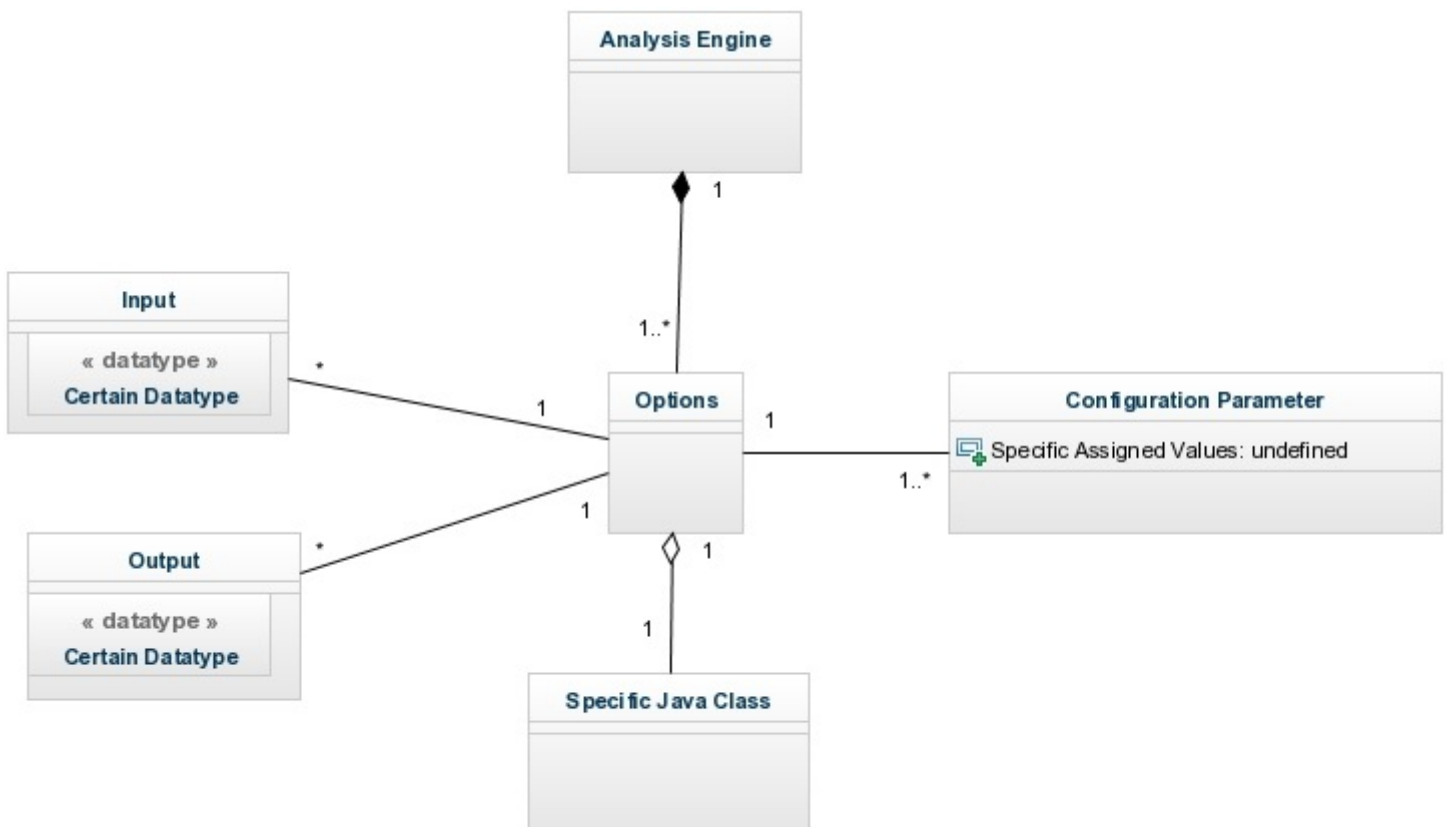 Analysis Engine
1
1..*
Input
« datatype »
Certain Datatype
*
1
Options
1
1..*
Configuration Parameter
Specific Assigned Values: undefined
Output
« datatype »
Certain Datatype
*
1
1
1
Specific Java Class